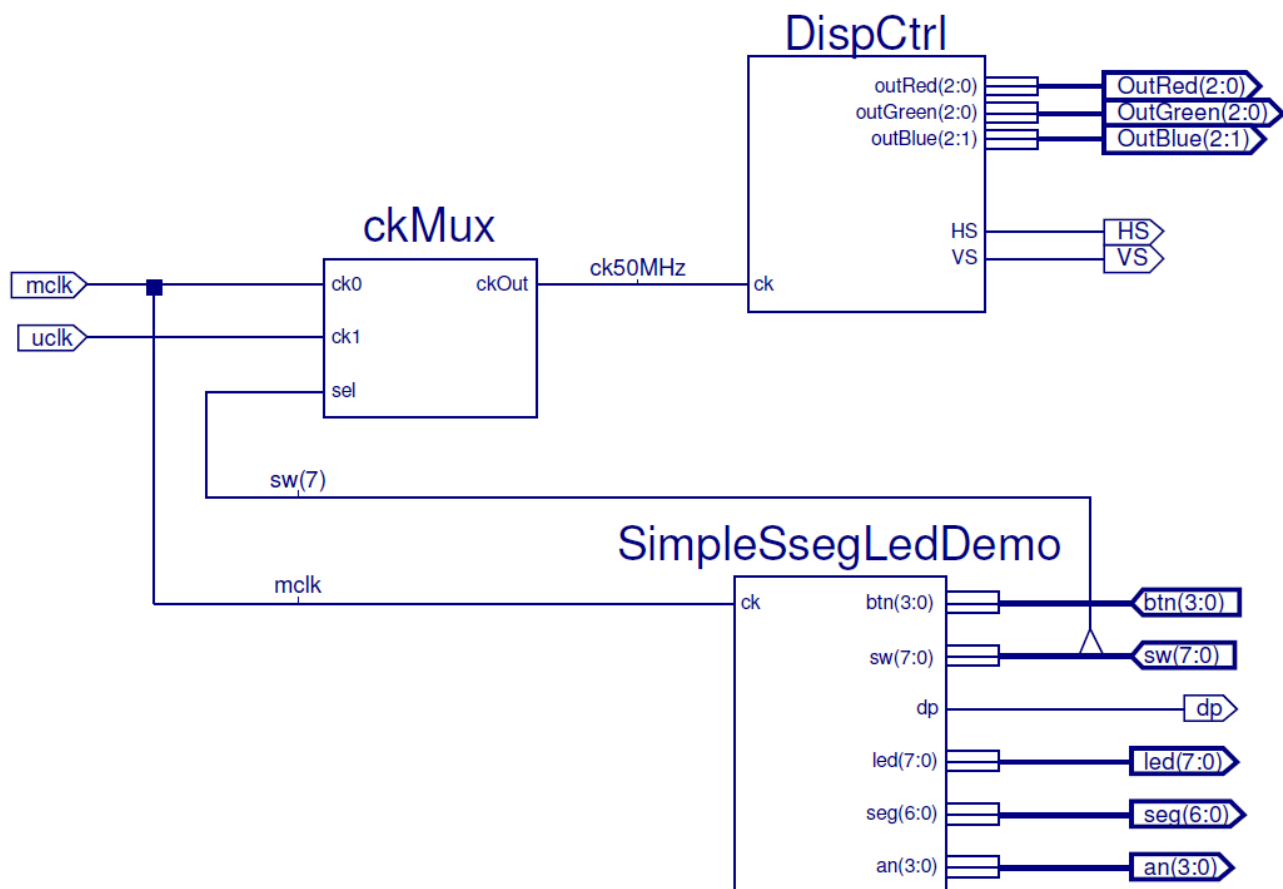 DispCtrl
outRed(2:0)
OutRed(2:0)
outGreen(2:0)
OutGreen(2:0)
outBlue(2:1)
OutBlue(2:1)
HS
HS
VS
VS
ck
ckMux
mclk
ck0
ckOut
ck50MHz
uclk
ck1
sel
sw(7)
SimpleSsegLedDemo
mclk
ck
btn(3:0)
btn(3:0)
sw(7:0)
sw(7:0)
dp
dp
led(7:0)
led(7:0)
seg(6:0)
seg(6:0)
an(3:0)
an(3:0)